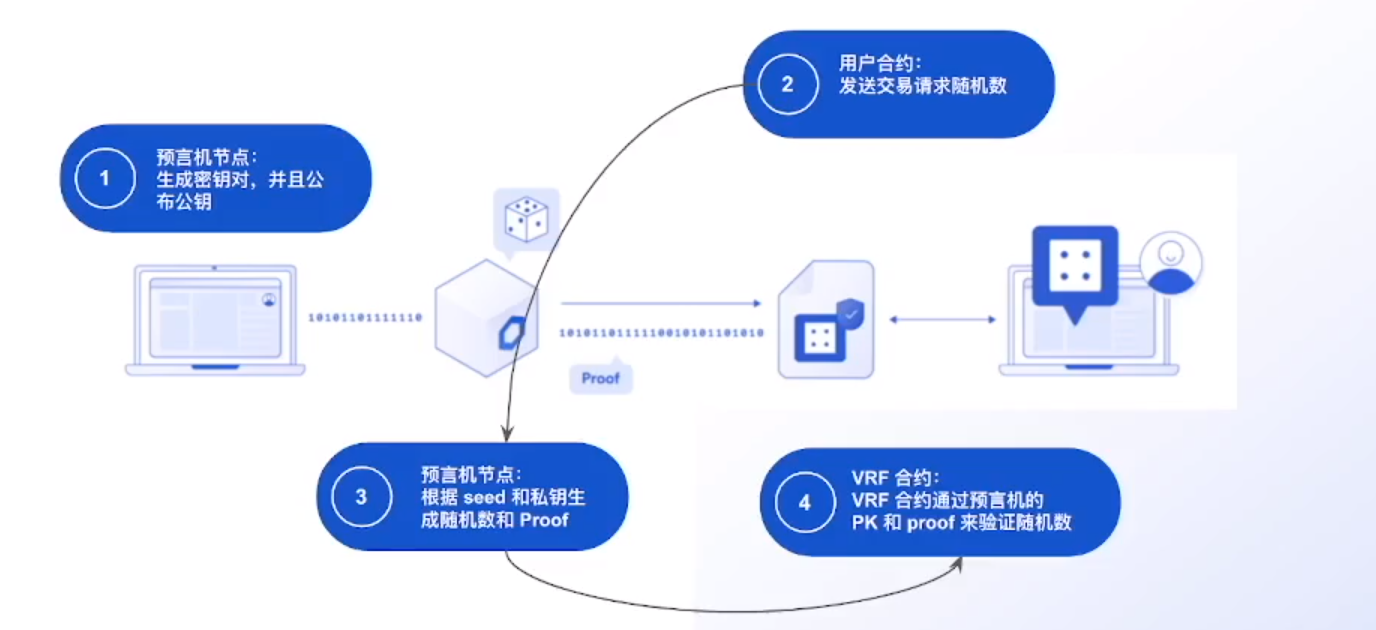 2
用户合约：
发送交易请求随机数
1
预言机节点：
生成密钥对，并且公
布公钥
10101101111110
1010110111110010101101010
Proof
3
预言机节点：
根据 seed 和私钥生
成随机数和 Proof
4
VRF 合约：
VRF 合约通过预言机的
PK 和 proof 来验证随机数